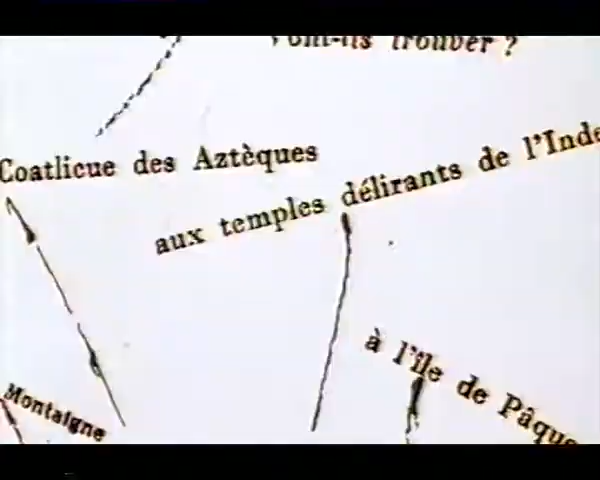 Vont-ils trouver ?
Coatlicue des Aztèques
aux temples délirants de l'Inde
à l'île de Pâque
Montaigne